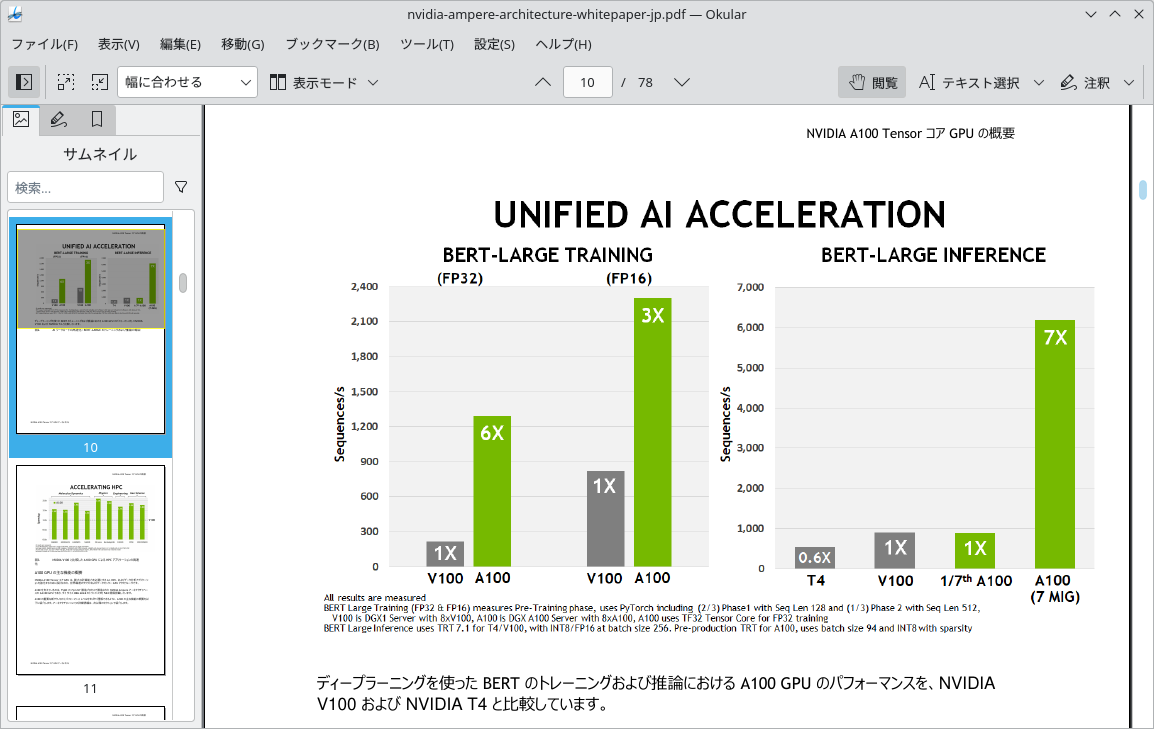 nvidia-ampere-architecture-whitepaper-jp.pdf — Okular
ファイル(F) 表示(V) 編集(E) 移動(G) ブックマーク(B) ツール(T) 設定(S) ヘルプ(H)
幅に合わせる 表示モード 10 / 78 閲覧 テキスト選択 注釈
サムネイル
検索...
UNIFIED AI ACCELERATION
BERT-LARGE TRAINING BERT-LARGE INFERENCE
10
ACCELERATING HPC
11
NVIDIA A100 Tensor コア GPU の概要
UNIFIED AI ACCELERATION
BERT-LARGE TRAINING
(FP32) (FP16)
Sequences/s
2,400
2,100
1,800
1,500
1,200
900
600
300
0
1X 6X 1X 3X
V100 A100 V100 A100
BERT-LARGE INFERENCE
Sequences/s
7,000
6,000
5,000
4,000
3,000
2,000
1,000
0
0.6X 1X 1X 7X
T4 V100 1/7th A100 A100
(7 MIG)
All results are measured
BERT Large Training (FP32 & FP16) measures Pre-Training phase, uses PyTorch including (2/3) Phase1 with Seq Len 128 and (1/3) Phase 2 with Seq Len 512,
V100 is DGX1 Server with 8xV100, A100 is DGX A100 Server with 8xA100, A100 uses TF32 Tensor Core for FP32 training
BERT Large Inference uses TRT 7.1 for T4/V100, with INT8/FP16 at batch size 256. Pre-production TRT for A100, uses batch size 94 and INT8 with sparsity
ディープラーニングを使った BERT のトレーニングおよび推論における A100 GPU のパフォーマンスを、NVIDIA
V100 および NVIDIA T4 と比較しています。